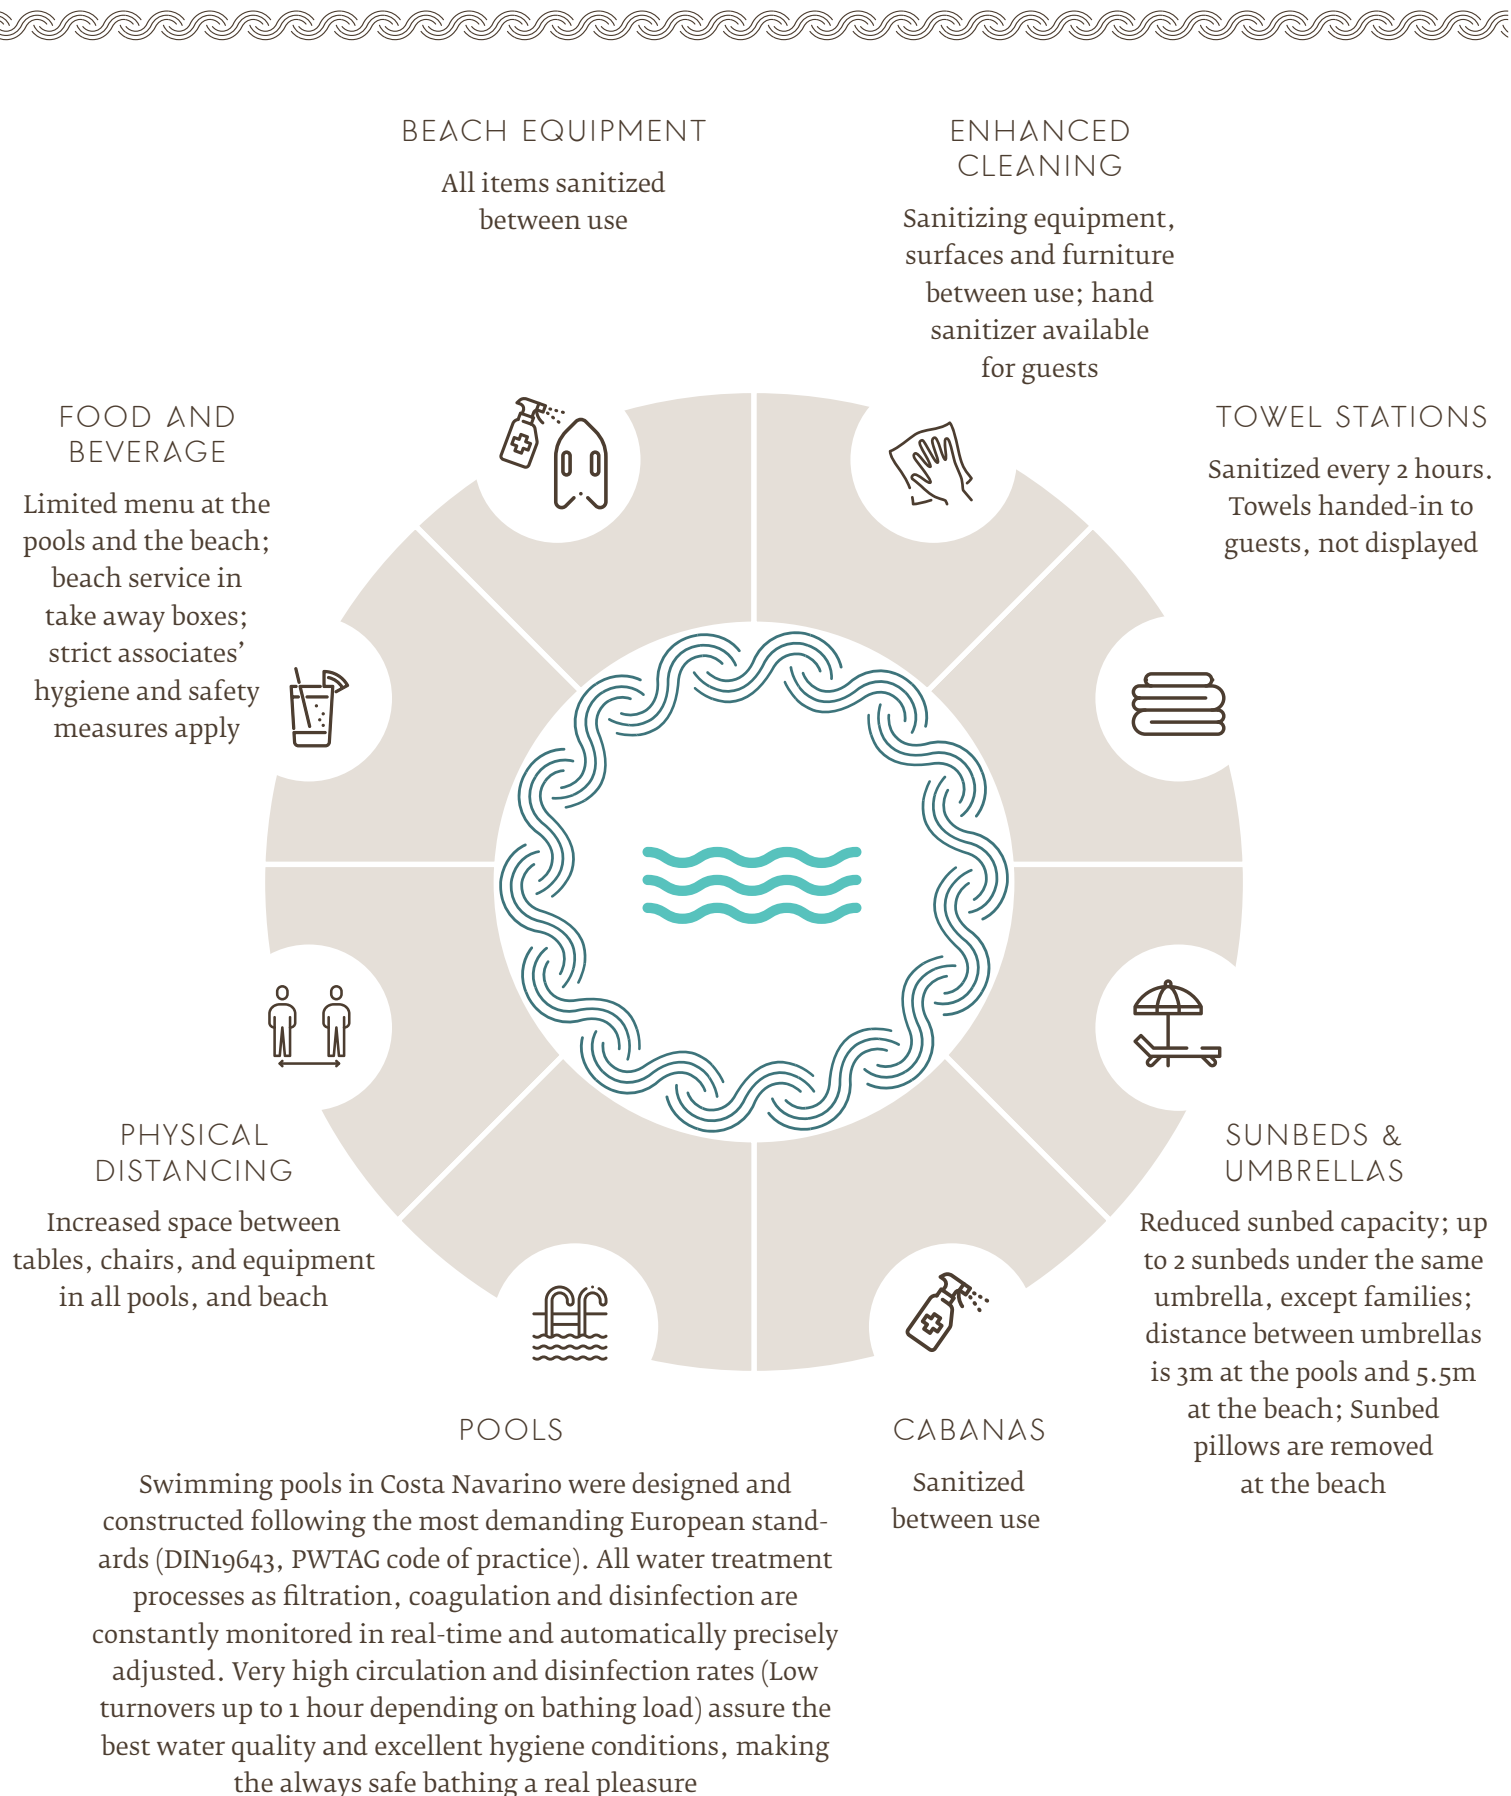 BEACH EQUIPMENT
All items sanitized
between use
ENHANCED
CLEANING
Sanitizing equipment,
surfaces and furniture
between use; hand
sanitizer available
for guests
FOOD AND
BEVERAGE
Limited menu at the
pools and the beach;
beach service in
take away boxes;
strict associates’
hygiene and safety
measures apply
TOWEL STATIONS
Sanitized every 2 hours.
Towels handed-in to
guests, not displayed
PHYSICAL
DISTANCING
Increased space between
tables, chairs, and equipment
in all pools, and beach
SUNBEDS &
UMBRELLAS
Reduced sunbed capacity; up
to 2 sunbeds under the same
umbrella, except families;
distance between umbrellas
is 3m at the pools and 5.5m
at the beach; Sunbed
pillows are removed
at the beach
POOLS
Swimming pools in Costa Navarino were designed and
constructed following the most demanding European stand-
ards (DIN19643, PWTAG code of practice). All water treatment
processes as filtration, coagulation and disinfection are
constantly monitored in real-time and automatically precisely
adjusted. Very high circulation and disinfection rates (Low
turnovers up to 1 hour depending on bathing load) assure the
best water quality and excellent hygiene conditions, making
the always safe bathing a real pleasure
CABANAS
Sanitized
between use